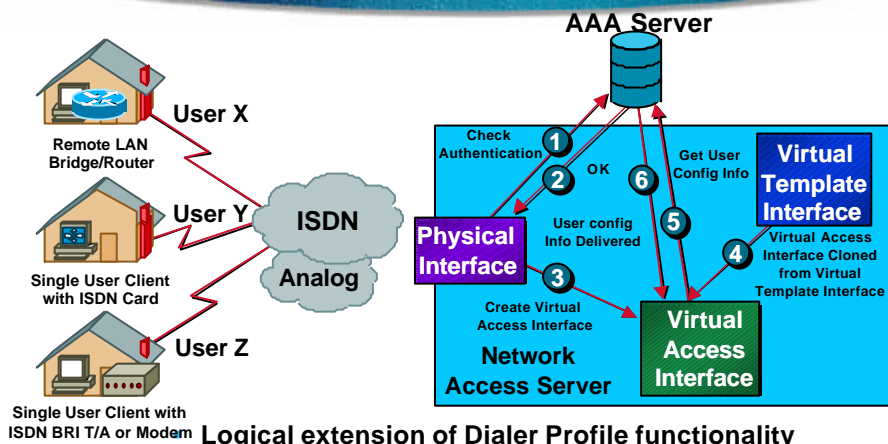 AAA Server
User X
Remote LAN
Bridge/Router
User Y
Single User Client
with ISDN Card
User Z
Single User Client with
ISDN BRI T/A or Modem
ISDN
Analog
Check
Authentication
1
2
OK
6
Get User
Config Info
5
Virtual
Template
Interface
Physical
Interface
User config
Info Delivered
4
Virtual Access
Interface Cloned
from Virtual
Template Interface
3
Create Virtual
Access Interface
Virtual
Access
Interface
Network
Access Server
Logical extension of Dialer Profile functionality